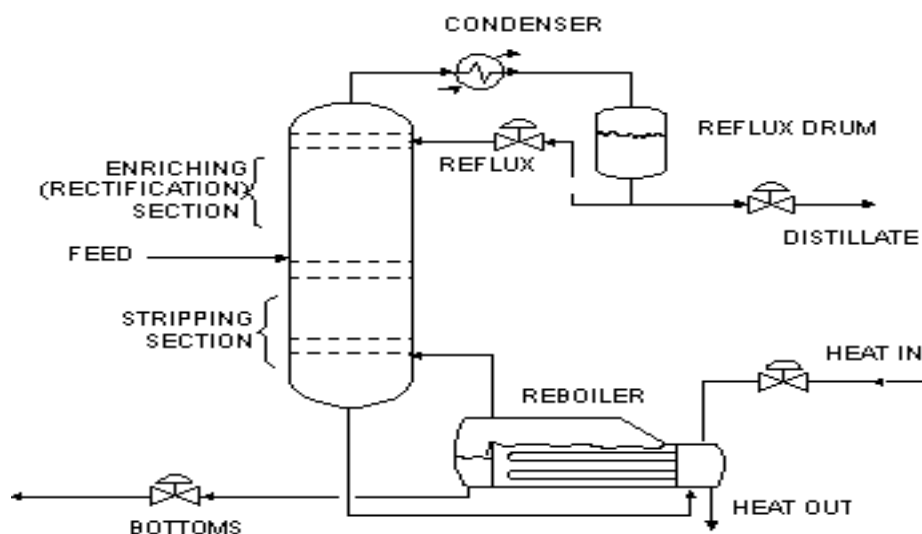 CONDENSER
REFLUX DRUM
REFLUX
ENRICHING
(RECTIFICATION)
SECTION
DISTILLATE
FEED
STRIPPING
SECTION
HEAT IN
REBOILER
HEAT OUT
BOTTOMS